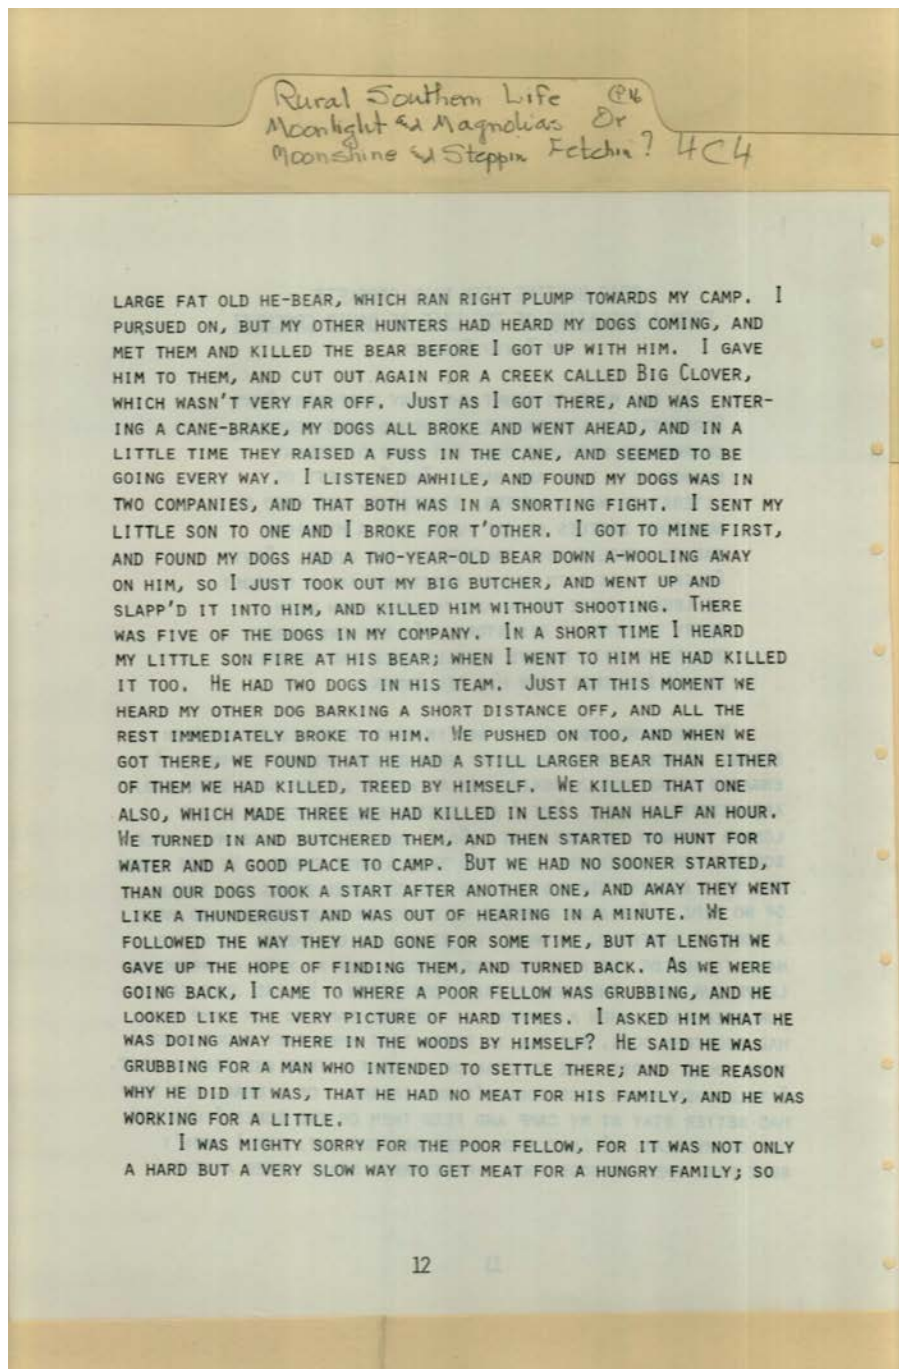 Rural Southern Life
Moonlight & Magnolias Or
Moonshine & Steppin Fetchin? 4C4
LARGE FAT OLD HE-BEAR, WHICH RAN RIGHT PLUMP TOWARDS MY CAMP. I
PURSUED ON, BUT MY OTHER HUNTERS HAD HEARD MY DOGS COMING, AND
MET THEM AND KILLED THE BEAR BEFORE I GOT UP WITH HIM. I GAVE
HIM TO THEM, AND CUT OUT AGAIN FOR A CREEK CALLED BIG CLOVER,
WHICH WASN'T VERY FAR OFF. JUST AS I GOT THERE, AND WAS ENTER-
ING A CANE-BRAKE, MY DOGS ALL BROKE AND WENT AHEAD, AND IN A
LITTLE TIME THEY RAISED A FUSS IN THE CANE, AND SEEMED TO BE
GOING EVERY WAY. I LISTENED AWHILE, AND FOUND MY DOGS WAS IN
TWO COMPANIES, AND THAT BOTH WAS IN A SNORTING FIGHT. I SENT MY
LITTLE SON TO ONE AND I BROKE FOR T'OTHER. I GOT TO MINE FIRST,
AND FOUND MY DOGS HAD A TWO-YEAR-OLD BEAR DOWN A-WOOLING AWAY
ON HIM, SO I JUST TOOK OUT MY BIG BUTCHER, AND WENT UP AND
SLAPP'D IT INTO HIM, AND KILLED HIM WITHOUT SHOOTING. THERE
WAS FIVE OF THE DOGS IN MY COMPANY. IN A SHORT TIME I HEARD
MY LITTLE SON FIRE AT HIS BEAR; WHEN I WENT TO HIM HE HAD KILLED
IT TOO. HE HAD TWO DOGS IN HIS TEAM. JUST AT THIS MOMENT WE
HEARD MY OTHER DOG BARKING A SHORT DISTANCE OFF, AND ALL THE
REST IMMEDIATELY BROKE TO HIM. WE PUSHED ON TOO, AND WHEN WE
GOT THERE, WE FOUND THAT HE HAD A STILL LARGER BEAR THAN EITHER
OF THEM WE HAD KILLED, TREED BY HIMSELF. WE KILLED THAT ONE
ALSO, WHICH MADE THREE WE HAD KILLED IN LESS THAN HALF AN HOUR.
WE TURNED IN AND BUTCHERED THEM, AND THEN STARTED TO HUNT FOR
WATER AND A GOOD PLACE TO CAMP. BUT WE HAD NO SOONER STARTED,
THAN OUR DOGS TOOK A START AFTER ANOTHER ONE, AND AWAY THEY WENT
LIKE A THUNDERGUST AND WAS OUT OF HEARING IN A MINUTE. WE
FOLLOWED THE WAY THEY HAD GONE FOR SOME TIME, BUT AT LENGTH WE
GAVE UP THE HOPE OF FINDING THEM, AND TURNED BACK. AS WE WERE
GOING BACK, I CAME TO WHERE A POOR FELLOW WAS GRUBBING, AND HE
LOOKED LIKE THE VERY PICTURE OF HARD TIMES. I ASKED HIM WHAT HE
WAS DOING AWAY THERE IN THE WOODS BY HIMSELF? HE SAID HE WAS
GRUBBING FOR A MAN WHO INTENDED TO SETTLE THERE; AND THE REASON
WHY HE DID IT WAS, THAT HE HAD NO MEAT FOR HIS FAMILY, AND HE WAS
WORKING FOR A LITTLE.
I WAS MIGHTY SORRY FOR THE POOR FELLOW, FOR IT WAS NOT ONLY
A HARD BUT A VERY SLOW WAY TO GET MEAT FOR A HUNGRY FAMILY; SO
12